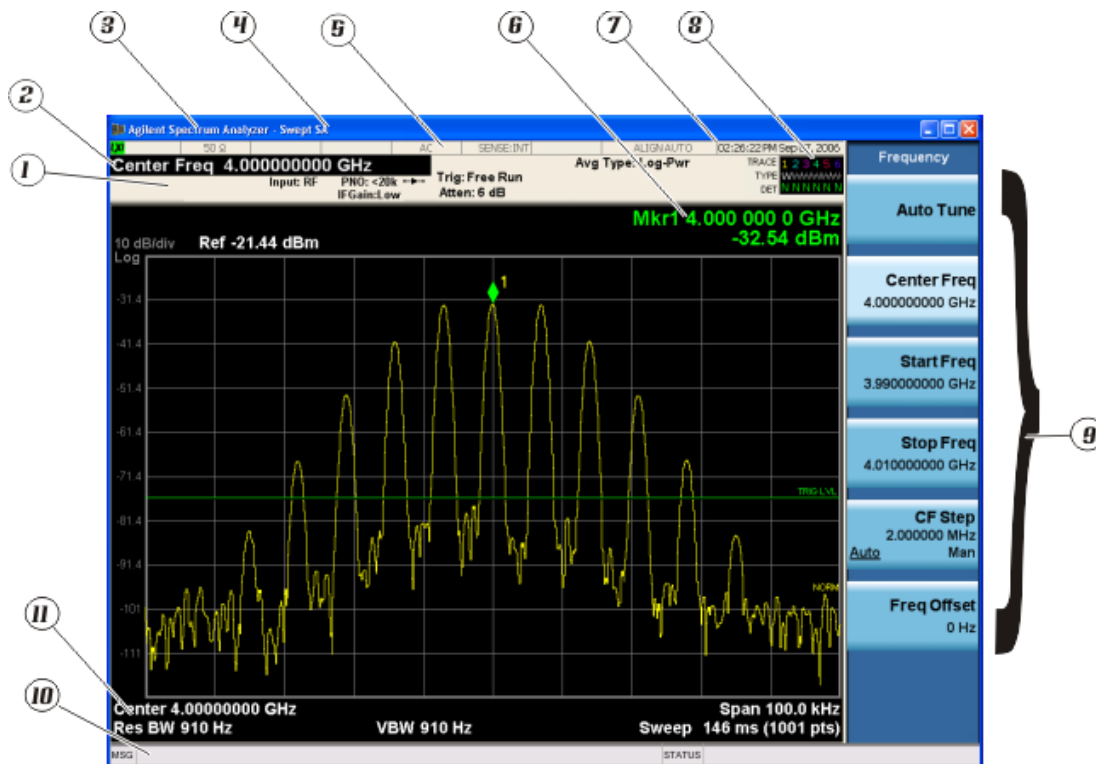 3 4 5 6 7 8
2
Agilent Spectrum Analyzer - Swept SA
50 Ω AC SENSE:INT ALIGN AUTO 02:26:22 PM Sep 07, 2006
Center Freq 4.000000000 GHz
1
Input: RF PNO: <20k Trig: Free Run Avg Type: Log-Pwr
IFGain:Low Atten: 6 dB
TRACE 1 2 3 4 5 6
TYPE
DET N N N N N N
Mkr1 4.000 000 0 GHz
-32.54 dBm
10 dB/div Ref -21.44 dBm
Log
1
-31.4
-41.4
-51.4
-61.4
-71.4
TRIG LVL
-81.4
-91.4
NORM
-101
-111
11
Center 4.00000000 GHz Span 100.0 kHz
Res BW 910 Hz VBW 910 Hz Sweep 146 ms (1001 pts)
10
MSG STATUS
Frequency
Auto Tune
Center Freq
4.000000000 GHz
Start Freq
3.990000000 GHz
Stop Freq
4.010000000 GHz
CF Step
2.000000 MHz
Auto Man
Freq Offset
0 Hz
9